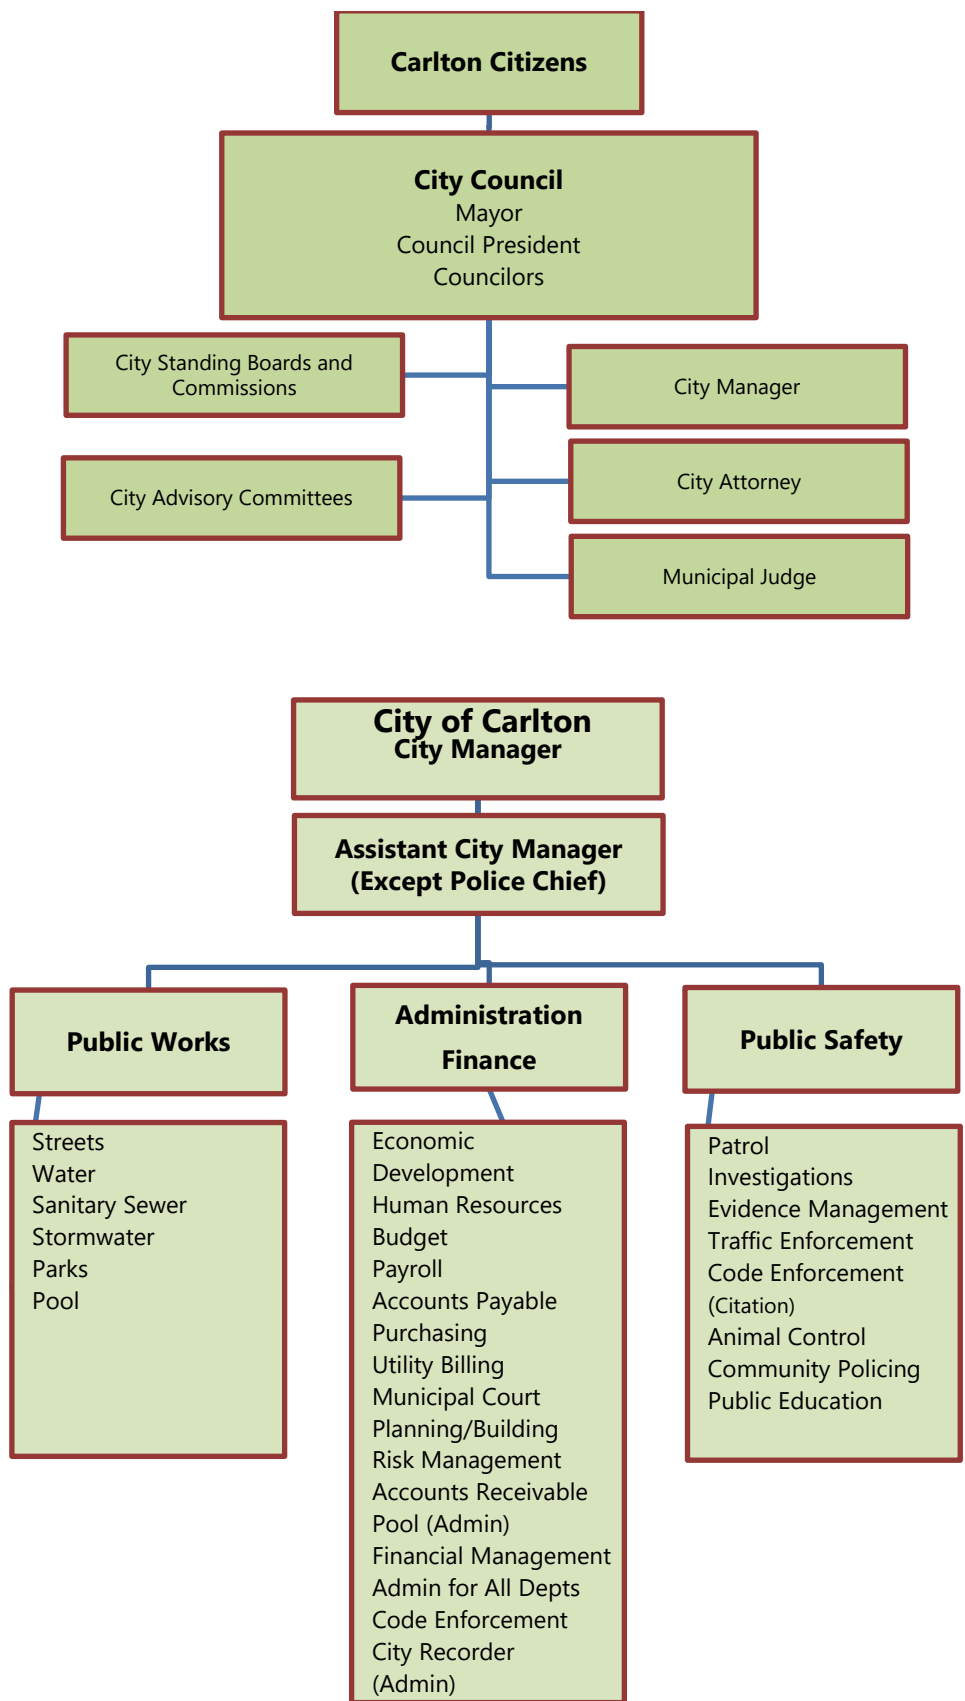 Carlton Citizens
City Council
Mayor
Council President
Councilors
City Standing Boards and
Commissions
City Manager
City Advisory Committees
City Attorney
Municipal Judge
City of Carlton
City Manager
Assistant City Manager
(Except Police Chief)
Public Works
Streets
Water
Sanitary Sewer
Stormwater
Parks
Pool
Administration
Finance
Economic
Development
Human Resources
Budget
Payroll
Accounts Payable
Purchasing
Utility Billing
Municipal Court
Planning/Building
Risk Management
Accounts Receivable
Pool (Admin)
Financial Management
Admin for All Depts
Code Enforcement
City Recorder
(Admin)
Public Safety
Patrol
Investigations
Evidence Management
Traffic Enforcement
Code Enforcement
(Citation)
Animal Control
Community Policing
Public Education